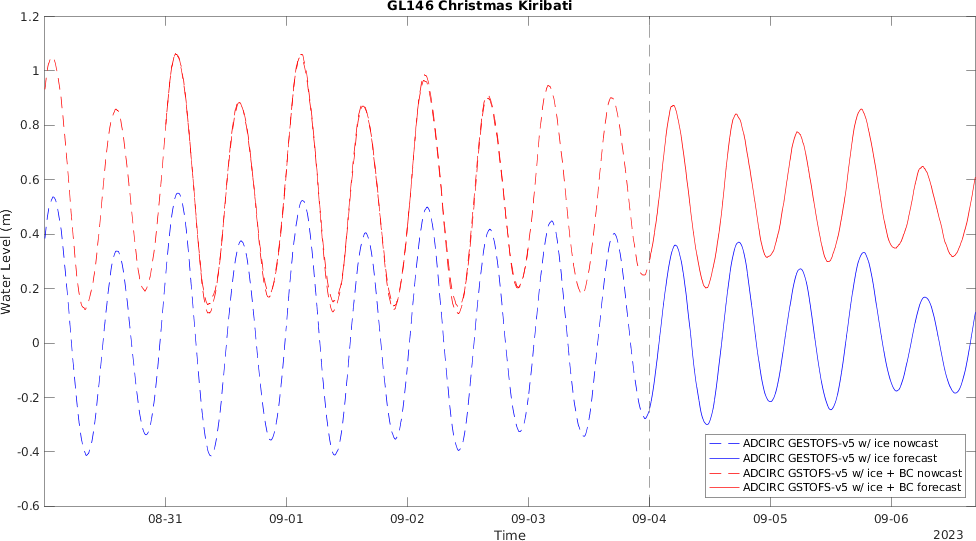 GL146 Christmas Kiribati
1.2
1
0.8
0.6
0.4
0.2
0
-0.2
-0.4
-0.6
Water Level (m)
ADCIRC GESTOFS-v5 w/ ice nowcast
ADCIRC GESTOFS-v5 w/ ice forecast
ADCIRC GSTOFS-v5 w/ ice + BC nowcast
ADCIRC GSTOFS-v5 w/ ice + BC forecast
08-31 09-01 09-02 09-03 09-04 09-05 09-06
Time
2023